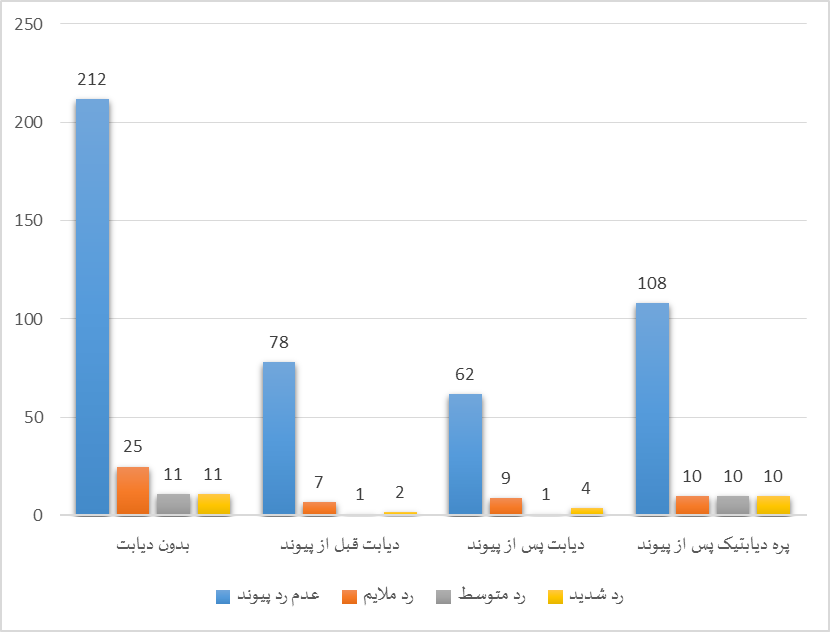 250
212
200
150
108
100
78
62
50
25
11
11
7
1
2
9
1
4
10
10
10
0
بدون دیابت
دیابت قبل از پیوند
دیابت پس از پیوند
پره دیابتیک پس از پیوند
عدم رد پیوند
رد ملایم
رد متوسط
رد شدید